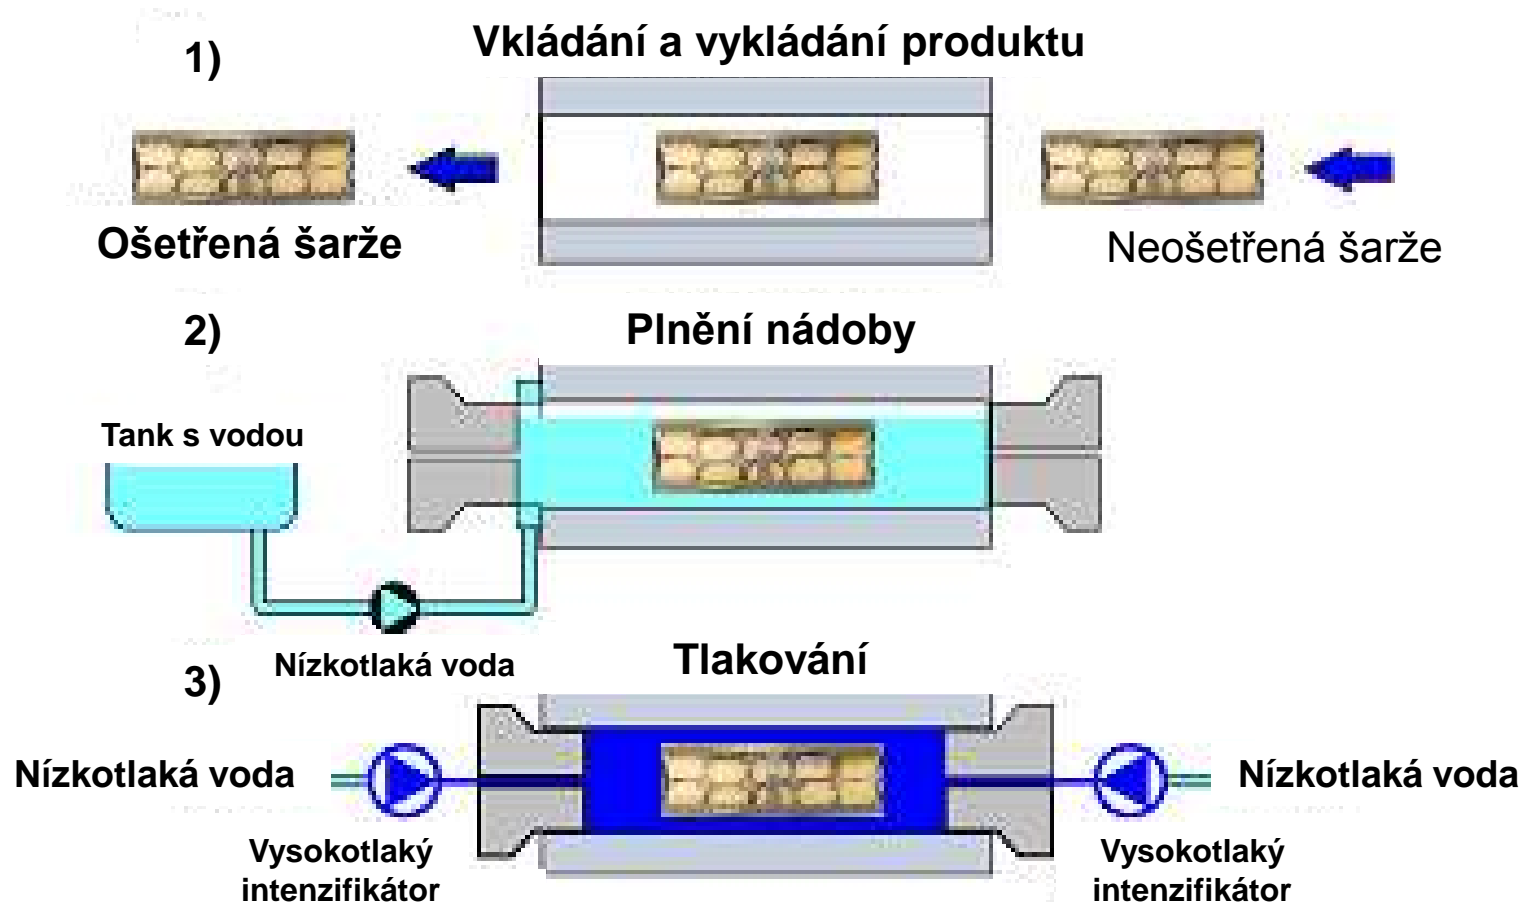 1)
Vkládání a vykládání produktu
Ošetřená šarže
Neošetřená šarže
2)
Plnění nádoby
Tank s vodou
Nízkotlaká voda
3)
Tlakování
Nízkotlaká voda
Nízkotlaká voda
Vysokotlaký
intenzifikátor
Vysokotlaký
intenzifikátor